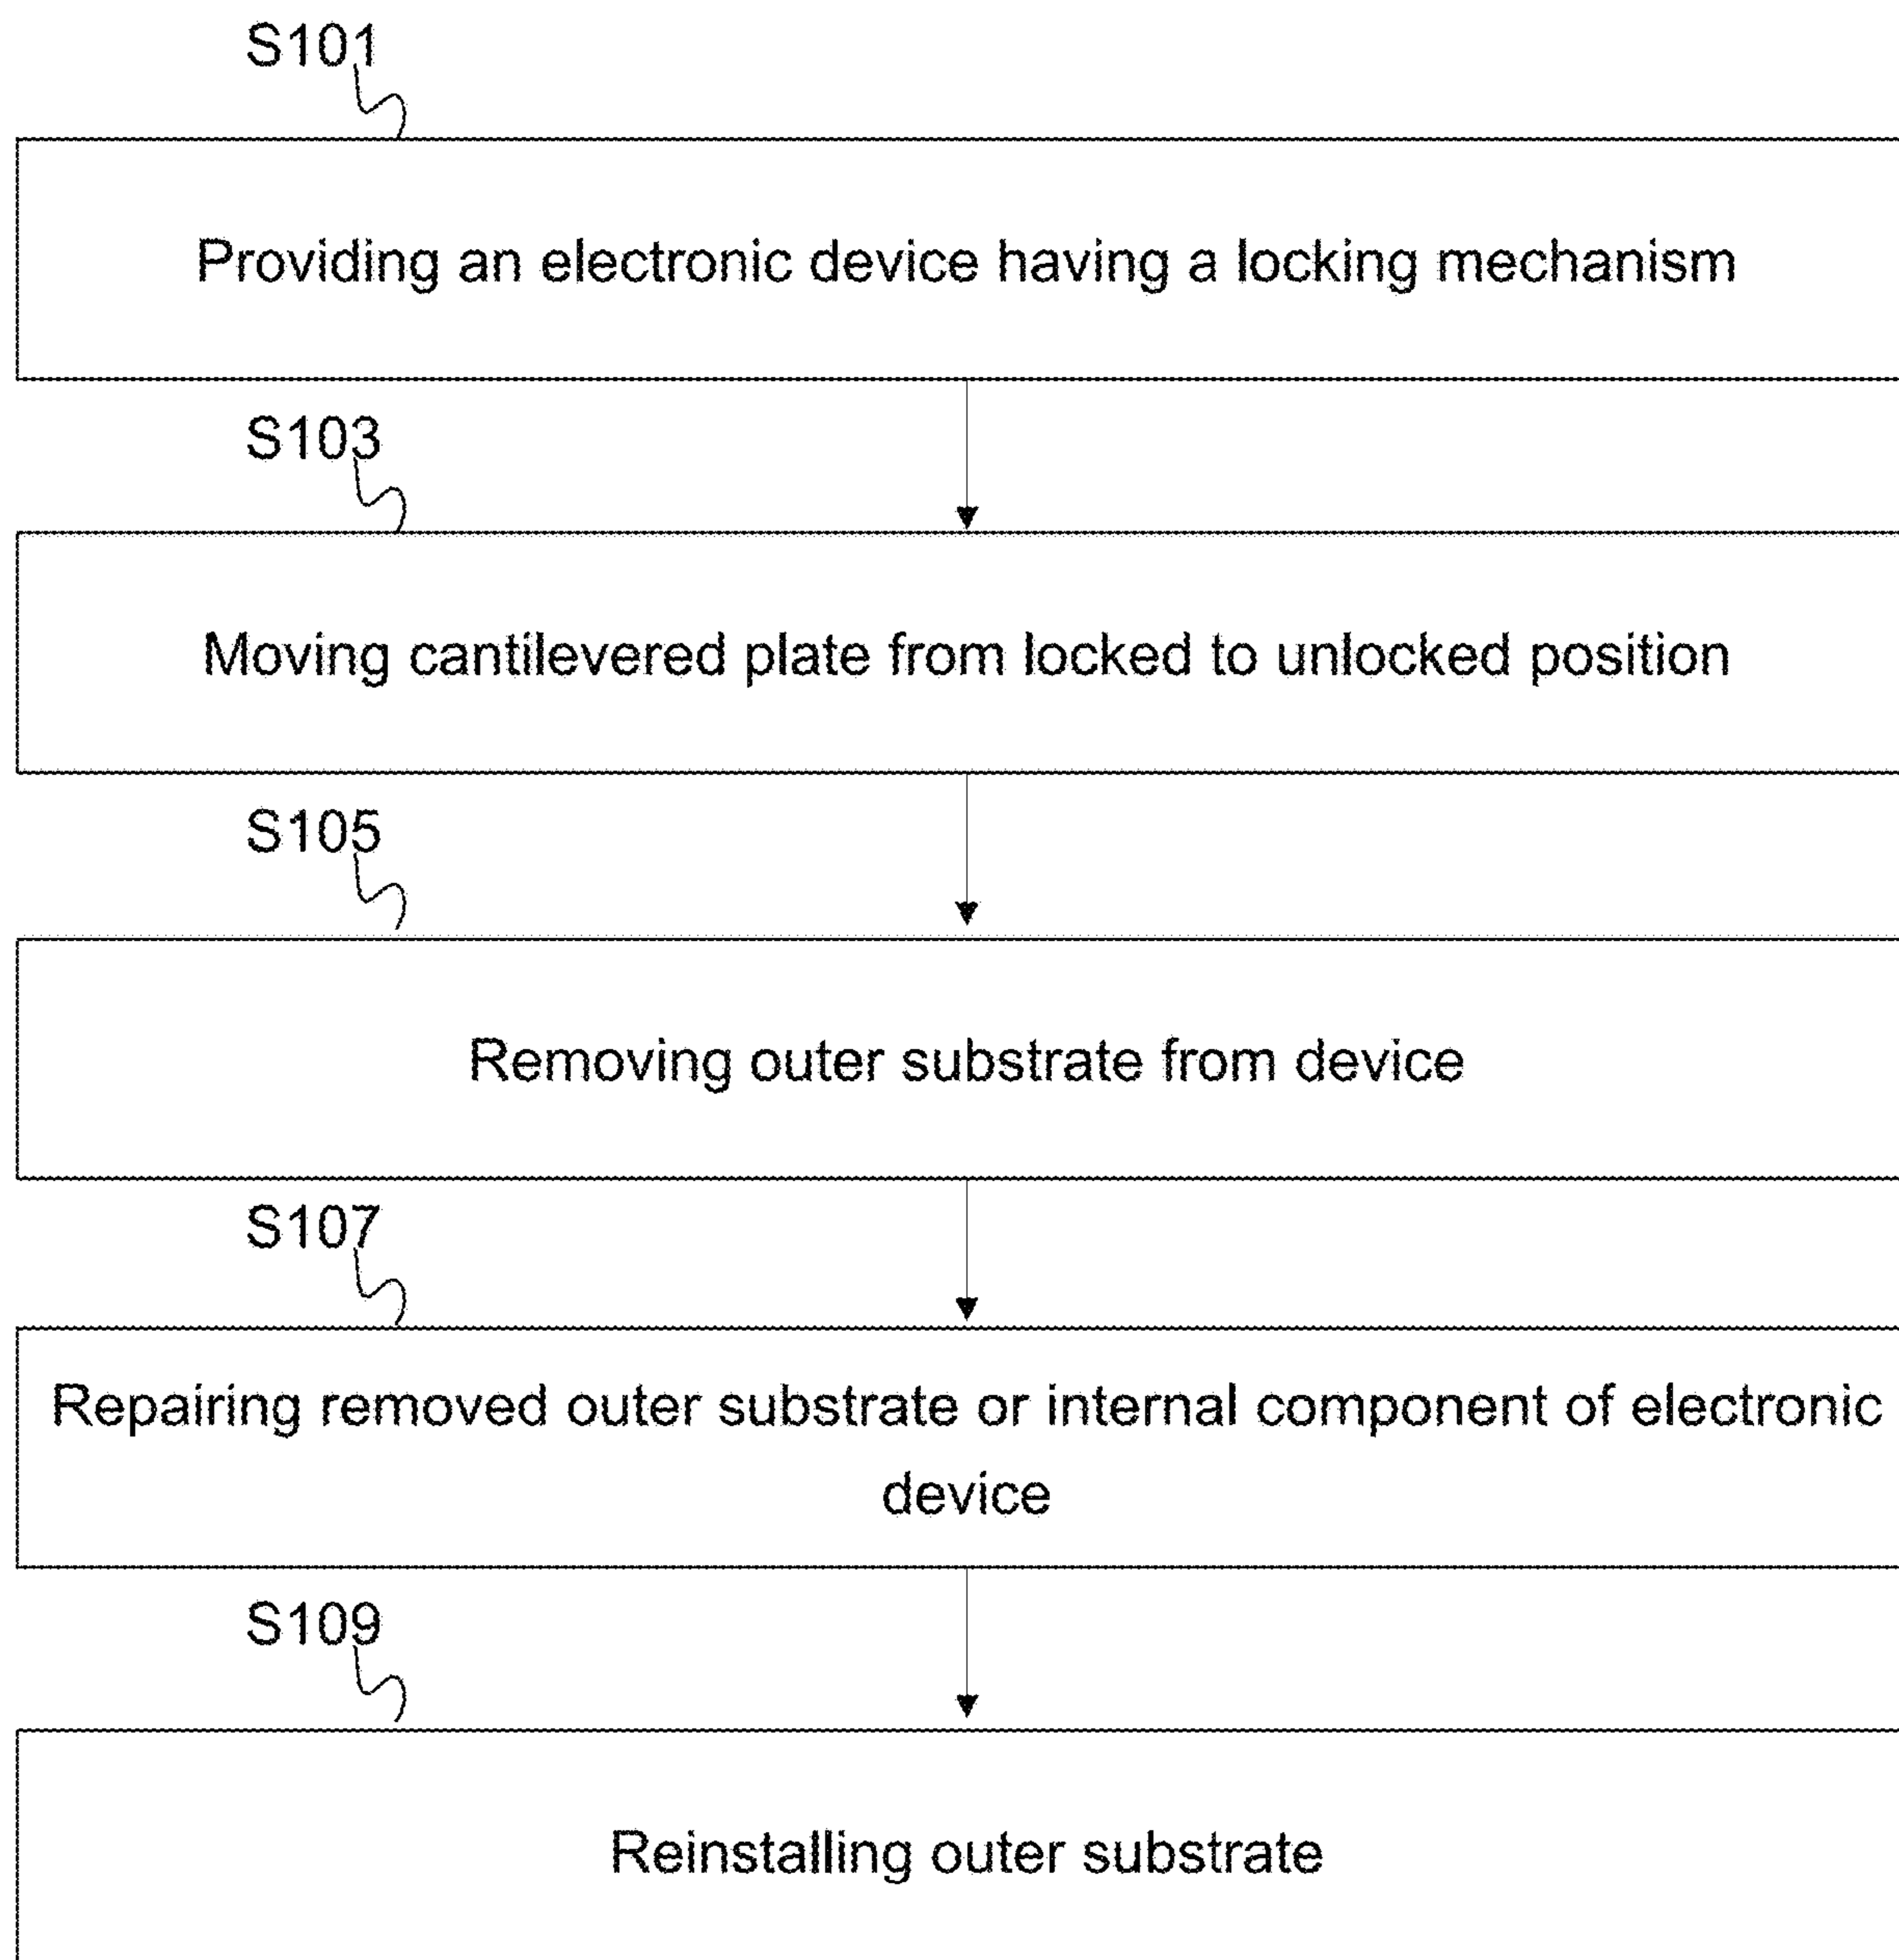 S101
Providing an electronic device having a locking mechanism
S103
Moving cantilevered plate from locked to unlocked position
S105
Removing outer substrate from device
S107
Repairing removed outer substrate or internal component of electronic
device
S109
Reinstalling outer substrate